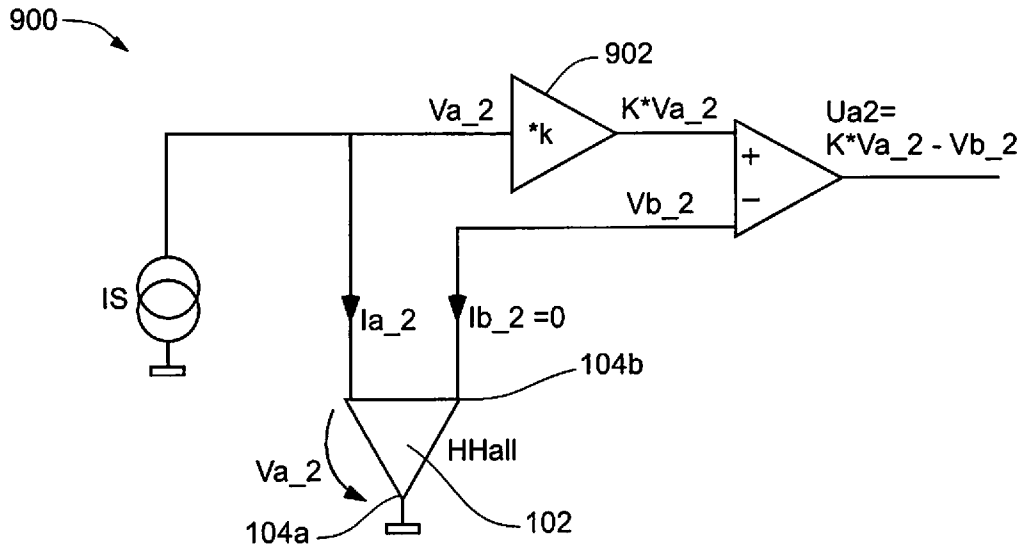 900
902
Va_2
*k
K*Va_2
Ua2=
K*Va_2 - Vb_2
+
−
Vb_2
IS
Ia_2
Ib_2 =0
104b
HHall
Va_2
104a
102